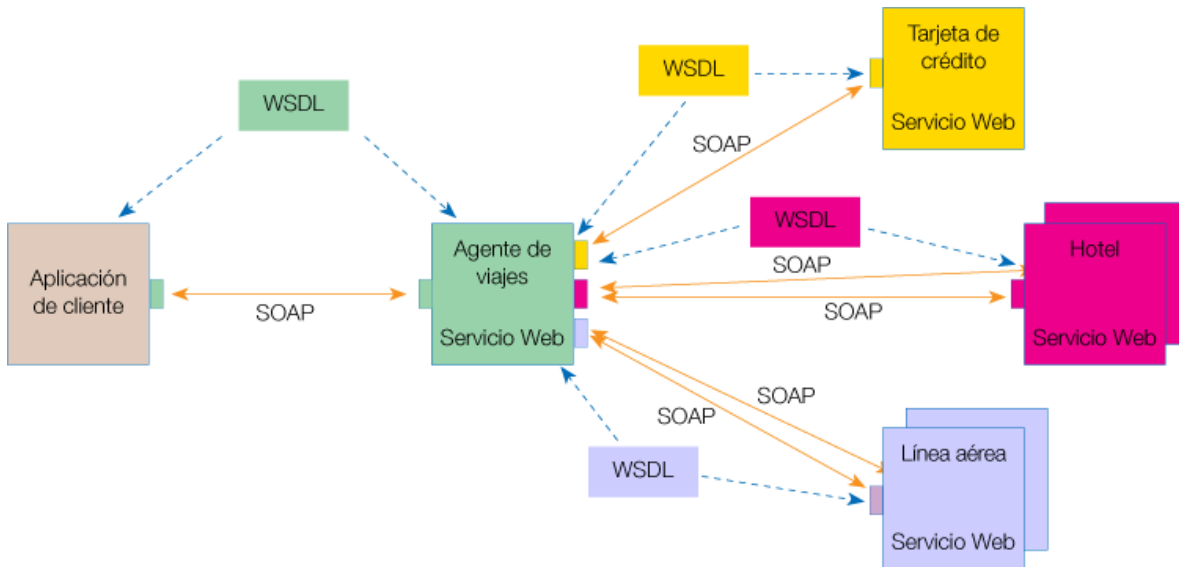 Tarjeta de
crédito
Servicio Web
WSDL
WSDL
SOAP
WSDL
Aplicación
de cliente
SOAP
Agente de
viajes
Servicio Web
Hotel
Servicio Web
SOAP
SOAP
SOAP
SOAP
WSDL
Línea aérea
Servicio Web